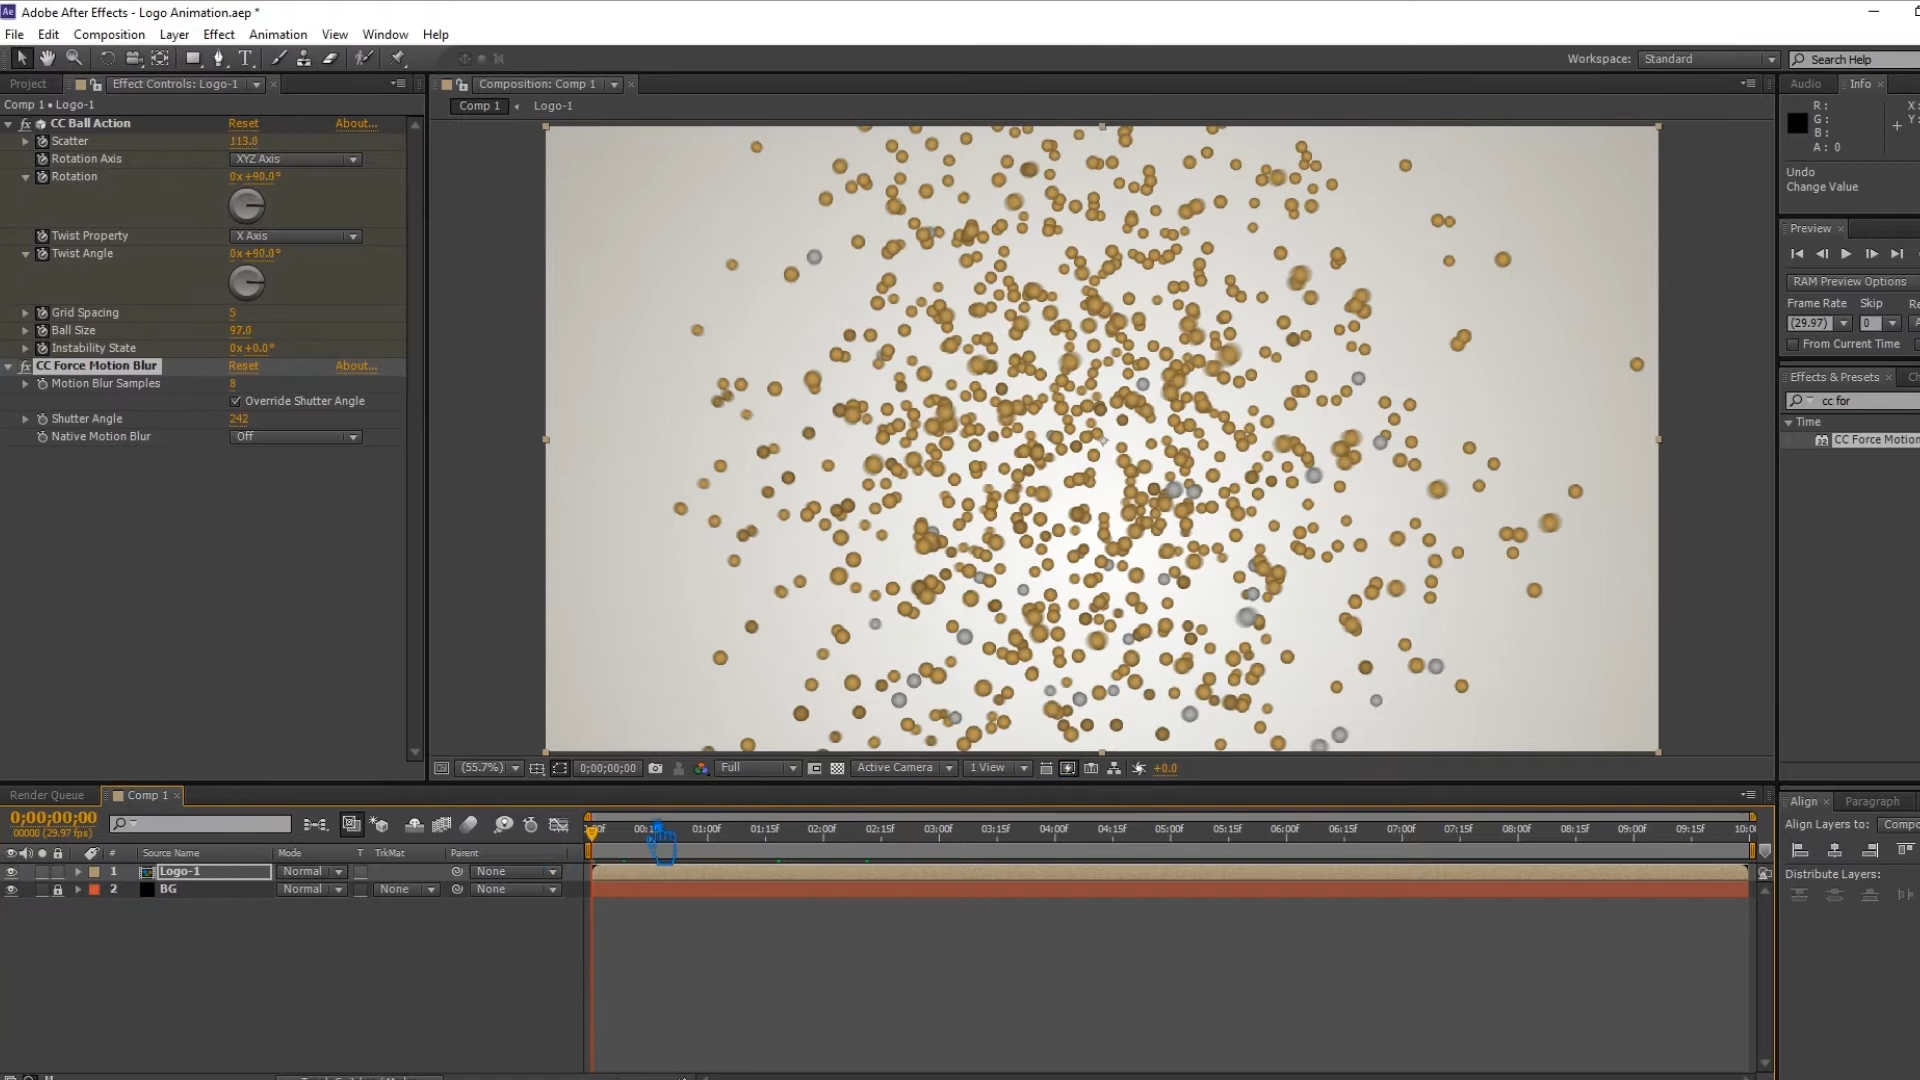 Adobe After Effects - Logo Animation.aep *
File Edit Composition Layer Effect Animation View Window Help
Workspace: Standard Search Help
Project Effect Controls: Logo-1 Composition: Comp 1 Audio Info
Comp 1 • Logo-1
Comp 1 Logo-1
CC Ball Action Reset About...
Scatter 113.0
Rotation Axis XYZ Axis
Rotation 0x+90.0°
Twist Property X Axis
Twist Angle 0x+90.0°
Grid Spacing 5
Ball Size 97.0
Instability State 0x+0.0°
CC Force Motion Blur Reset About...
Motion Blur Samples 8
Override Shutter Angle
Shutter Angle 242
Native Motion Blur Off
R: X:
G: Y:
B:
A: 0
Undo
Change Value
Preview
RAM Preview Options
Frame Rate Skip Re
(29.97) 0 A
From Current Time
Effects & Presets Ch
cc for
Time
CC Force Motion
(55.7%) 0;00;00;00 Full Active Camera 1 View +0.0
Render Queue Comp 1
0;00;00;00
00000 (29.97 fps)
01:00f 01:15f 02:00f 02:15f 03:00f 03:15f 04:00f 04:15f 05:00f 05:15f 06:00f 06:15f 07:00f 07:15f 08:00f 08:15f 09:00f 09:15f 10:0
# Source Name Mode T TrkMat Parent
1 Logo-1 Normal None
2 BG Normal None None
Align Paragraph
Align Layers to: Compo
Distribute Layers: